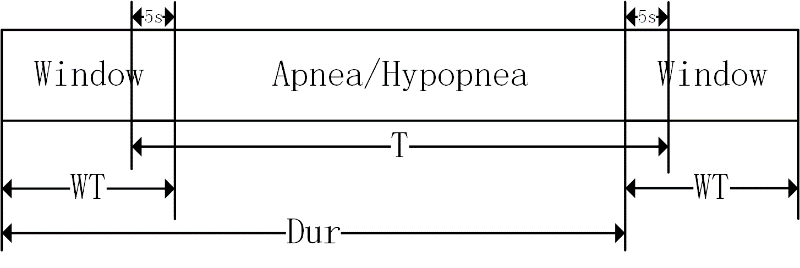 5s 5s
Window Apnea/Hypopnea Window
T
WT WT
Dur